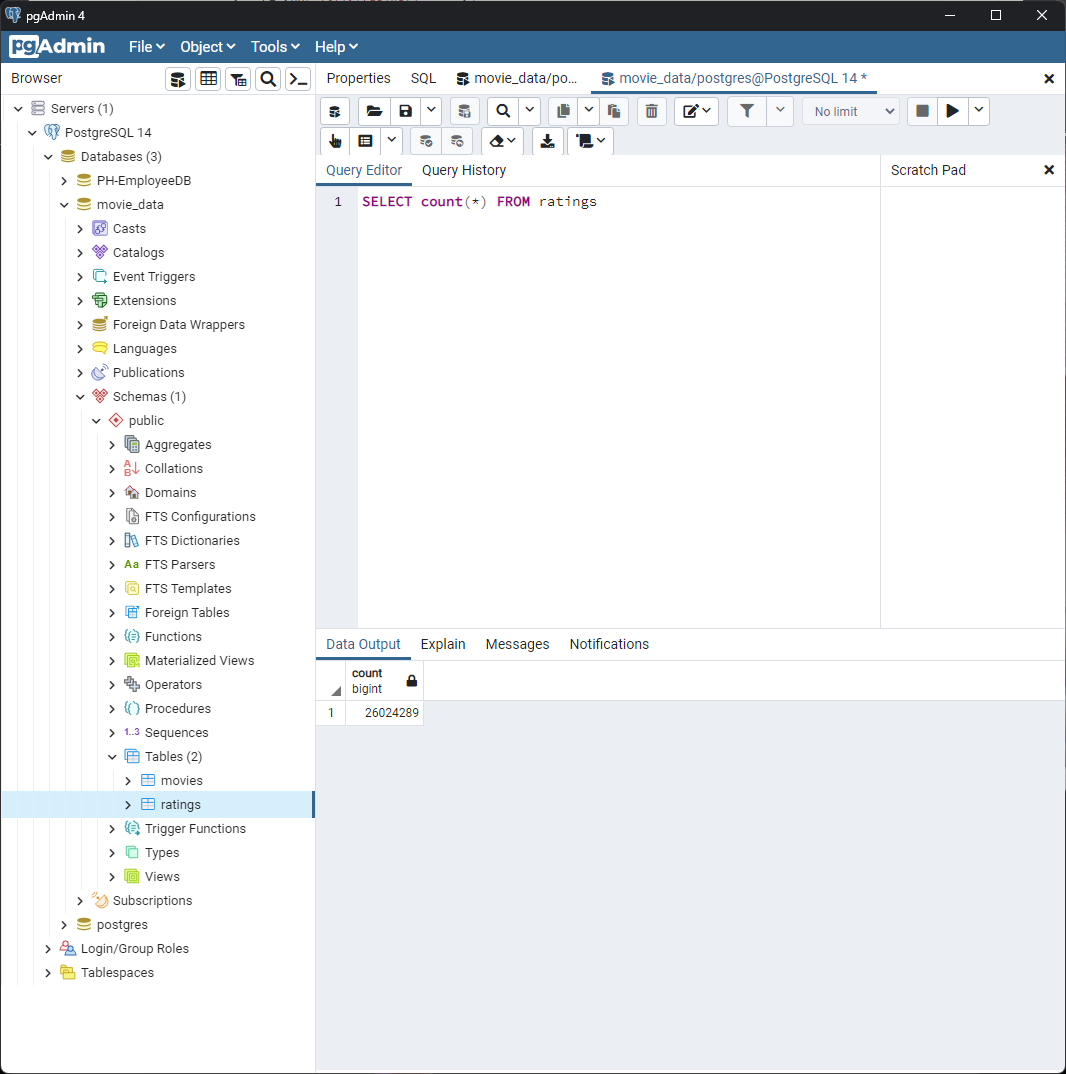 pgAdmin 4
pgAdmin File Object Tools Help
Browser
Properties SQL movie_data/po... movie_data/postgres@PostgreSQL 14 *
No limit
Query Editor Query History
Scratch Pad
1 SELECT count(*) FROM ratings
Servers (1)
PostgreSQL 14
Databases (3)
PH-EmployeeDB
movie_data
Casts
Catalogs
Event Triggers
Extensions
Foreign Data Wrappers
Languages
Publications
Schemas (1)
public
Aggregates
Collations
Domains
FTS Configurations
FTS Dictionaries
Aa FTS Parsers
FTS Templates
Foreign Tables
Functions
Materialized Views
Operators
Procedures
1..3 Sequences
Tables (2)
movies
ratings
Trigger Functions
Types
Views
Subscriptions
postgres
Login/Group Roles
Tablespaces
Data Output Explain Messages Notifications
count
bigint
1 26024289